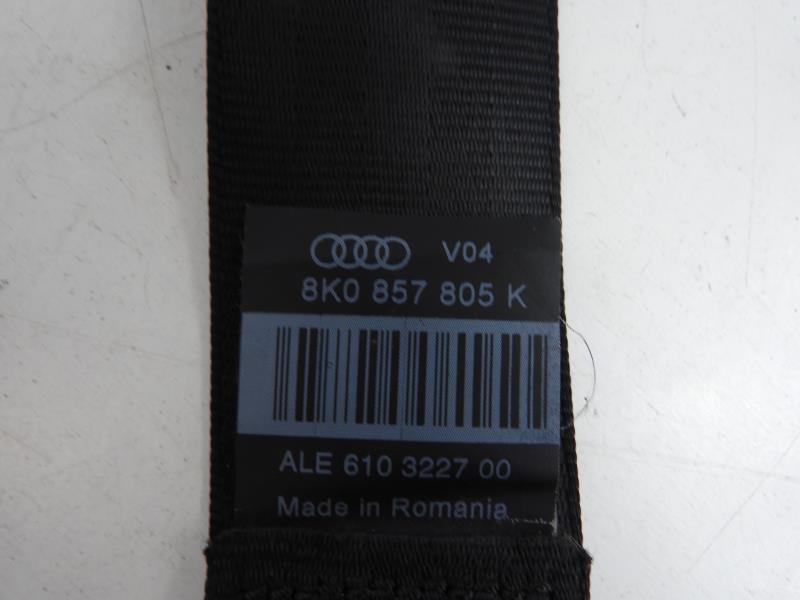 V04
8K0 857 805 K
ALE 610 3227 00
Made in Romania